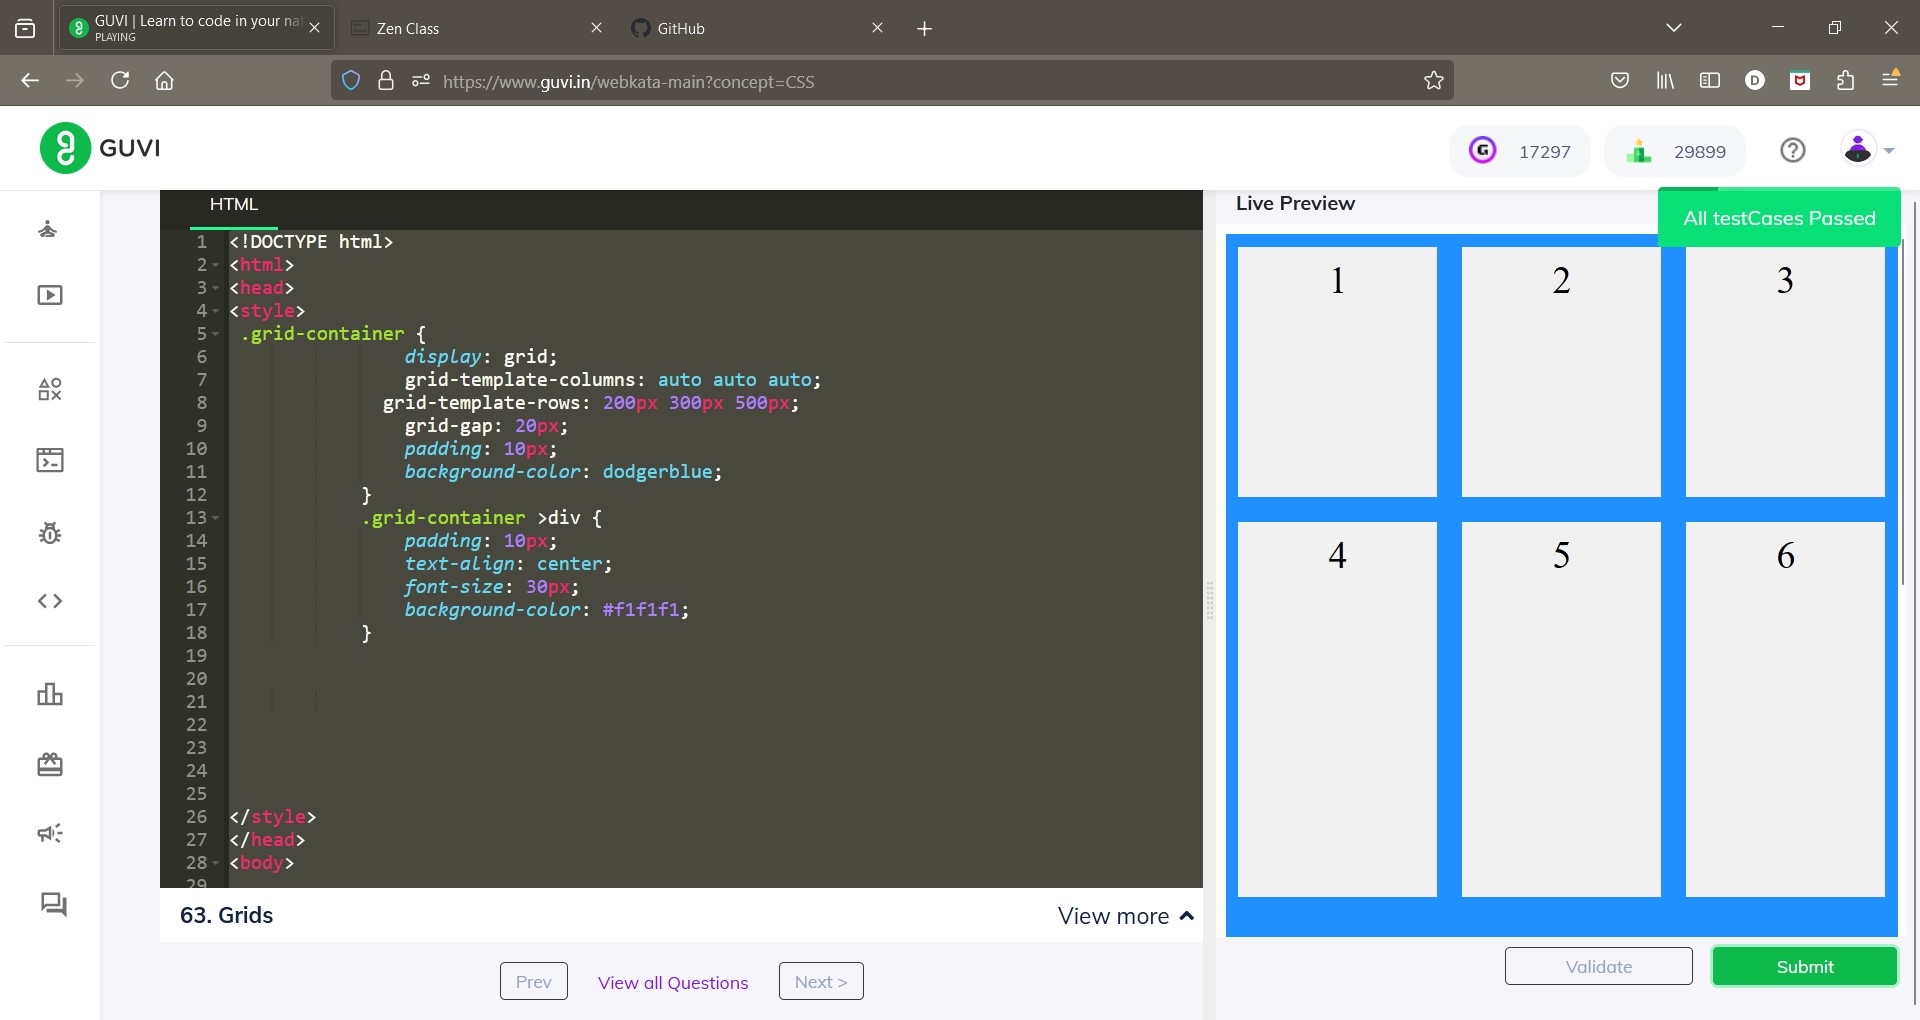 GUVI | Learn to code in your nat
PLAYING
Zen Class
GitHub
https://www.guvi.in/webkata-main?concept=CSS
D
GUVI
G 17297
29899
HTML
Live Preview
All testCases Passed
1 <!DOCTYPE html>
2 <html>
3 <head>
4 <style>
5 .grid-container {
6 display: grid;
7 grid-template-columns: auto auto auto;
8 grid-template-rows: 200px 300px 500px;
9 grid-gap: 20px;
10 padding: 10px;
11 background-color: dodgerblue;
12 }
13 .grid-container >div {
14 padding: 10px;
15 text-align: center;
16 font-size: 30px;
17 background-color: #f1f1f1;
18 }
19
20
21
22
23
24
25
26 </style>
27 </head>
28 <body>
29
1 2 3
4 5 6
63. Grids
View more
Prev
View all Questions
Next >
Validate
Submit